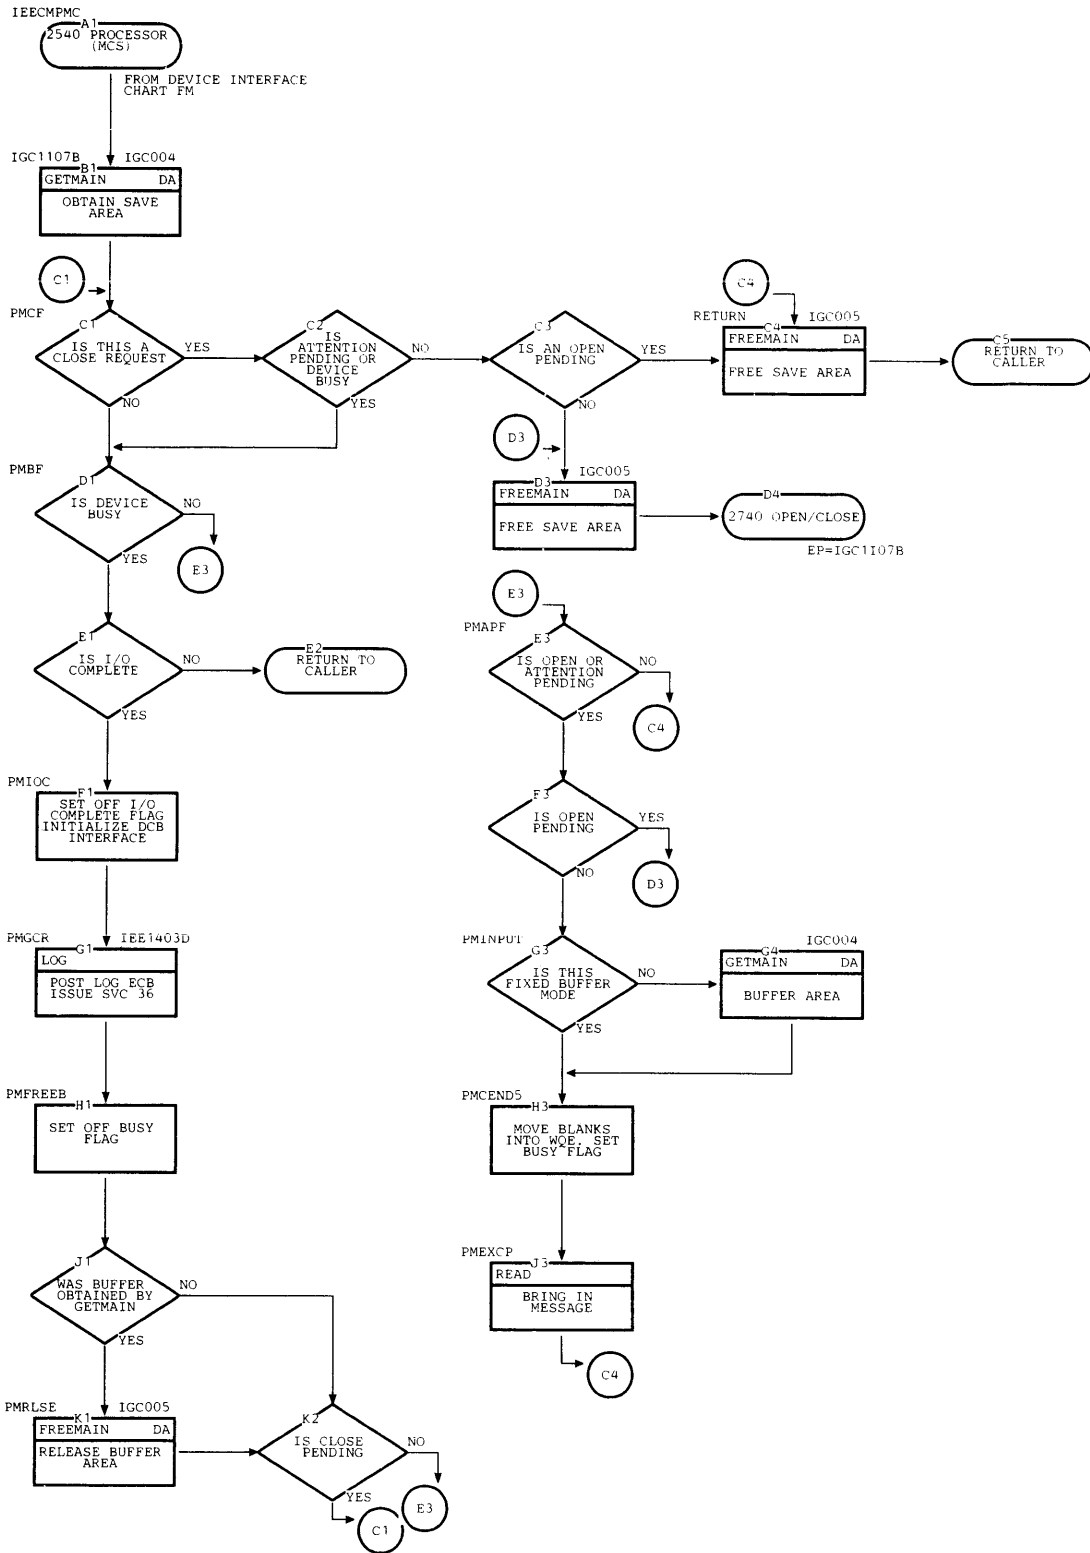 IEECMPMC
A1
2540 PROCESSOR
(MCS)
FROM DEVICE INTERFACE
CHART FM
IGC1107B
B1
IGC004
GETMAIN DA
OBTAIN SAVE
AREA
C1
PMCF
C1
IS THIS A
CLOSE REQUEST
YES
NO
C2
IS
ATTENTION
PENDING OR
DEVICE
BUSY
NO
YES
C3
IS AN OPEN
PENDING
YES
NO
C4
RETURN
C4
IGC005
FREEMAIN DA
FREE SAVE AREA
C5
RETURN TO
CALLER
D3
PMBF
D1
IS DEVICE
BUSY
NO
YES
E3
IGC005
D3
FREEMAIN DA
FREE SAVE AREA
D4
2740 OPEN/CLOSE
EP=IGC1I07B
E3
E1
IS I/O
COMPLETE
NO
YES
E2
RETURN TO
CALLER
PMAPF
E3
IS OPEN OR
ATTENTION
PENDING
NO
YES
C4
PMIOC
F1
SET OFF I/O
COMPLETE FLAG
INITIALIZE DCB
INTERFACE
F3
IS OPEN
PENDING
YES
NO
D3
PMGCR
G1
IEE1403D
LOG
POST LOG ECB
ISSUE SVC 36
PMINPUT
G3
IS THIS
FIXED BUFFER
MODE
NO
YES
IGC004
G4
GETMAIN DA
BUFFER AREA
PMFREEB
H1
SET OFF BUSY
FLAG
PMCEND5
H3
MOVE BLANKS
INTO WQE. SET
BUSY FLAG
J1
WAS BUFFER
OBTAINED BY
GETMAIN
NO
YES
PMEXCP
J3
READ
BRING IN
MESSAGE
C4
PMRLSE
K1
IGC005
FREEMAIN DA
RELEASE BUFFER
AREA
K2
IS CLOSE
PENDING
NO
YES
E3
C1